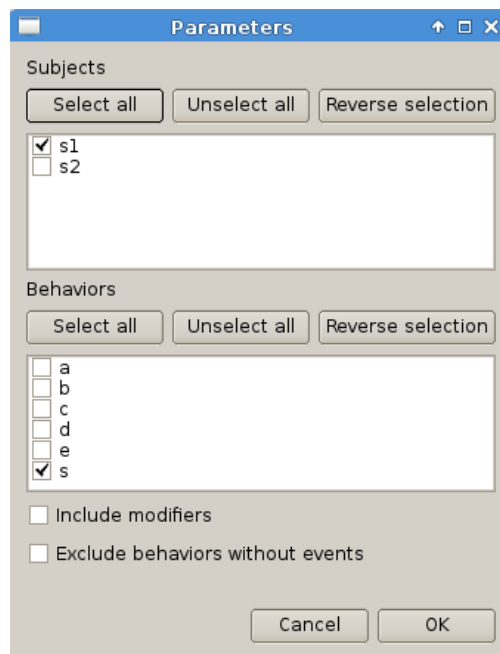 Parameters
Subjects
Select all Unselect all Reverse selection
s1
s2
Behaviors
Select all Unselect all Reverse selection
a
b
c
d
e
s
Include modifiers
Exclude behaviors without events
Cancel OK